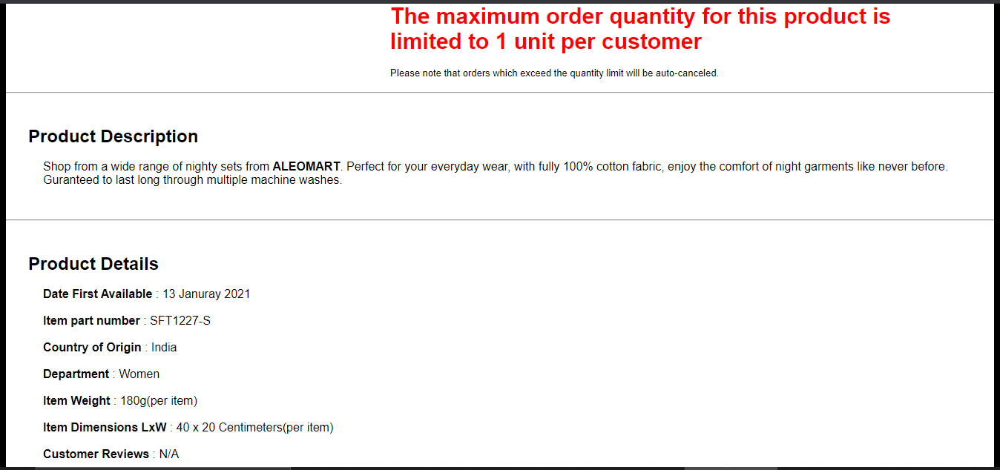 The maximum order quantity for this product is
limited to 1 unit per customer
Please note that orders which exceed the quantity limit will be auto-canceled.
Product Description
Shop from a wide range of nighty sets from ALEOMART. Perfect for your everyday wear, with fully 100% cotton fabric, enjoy the comfort of night garments like never before.
Guranteed to last long through multiple machine washes.
Product Details
Date First Available : 13 Januray 2021
Item part number : SFT1227-S
Country of Origin : India
Department : Women
Item Weight : 180g(per item)
Item Dimensions LxW : 40 x 20 Centimeters(per item)
Customer Reviews : N/A